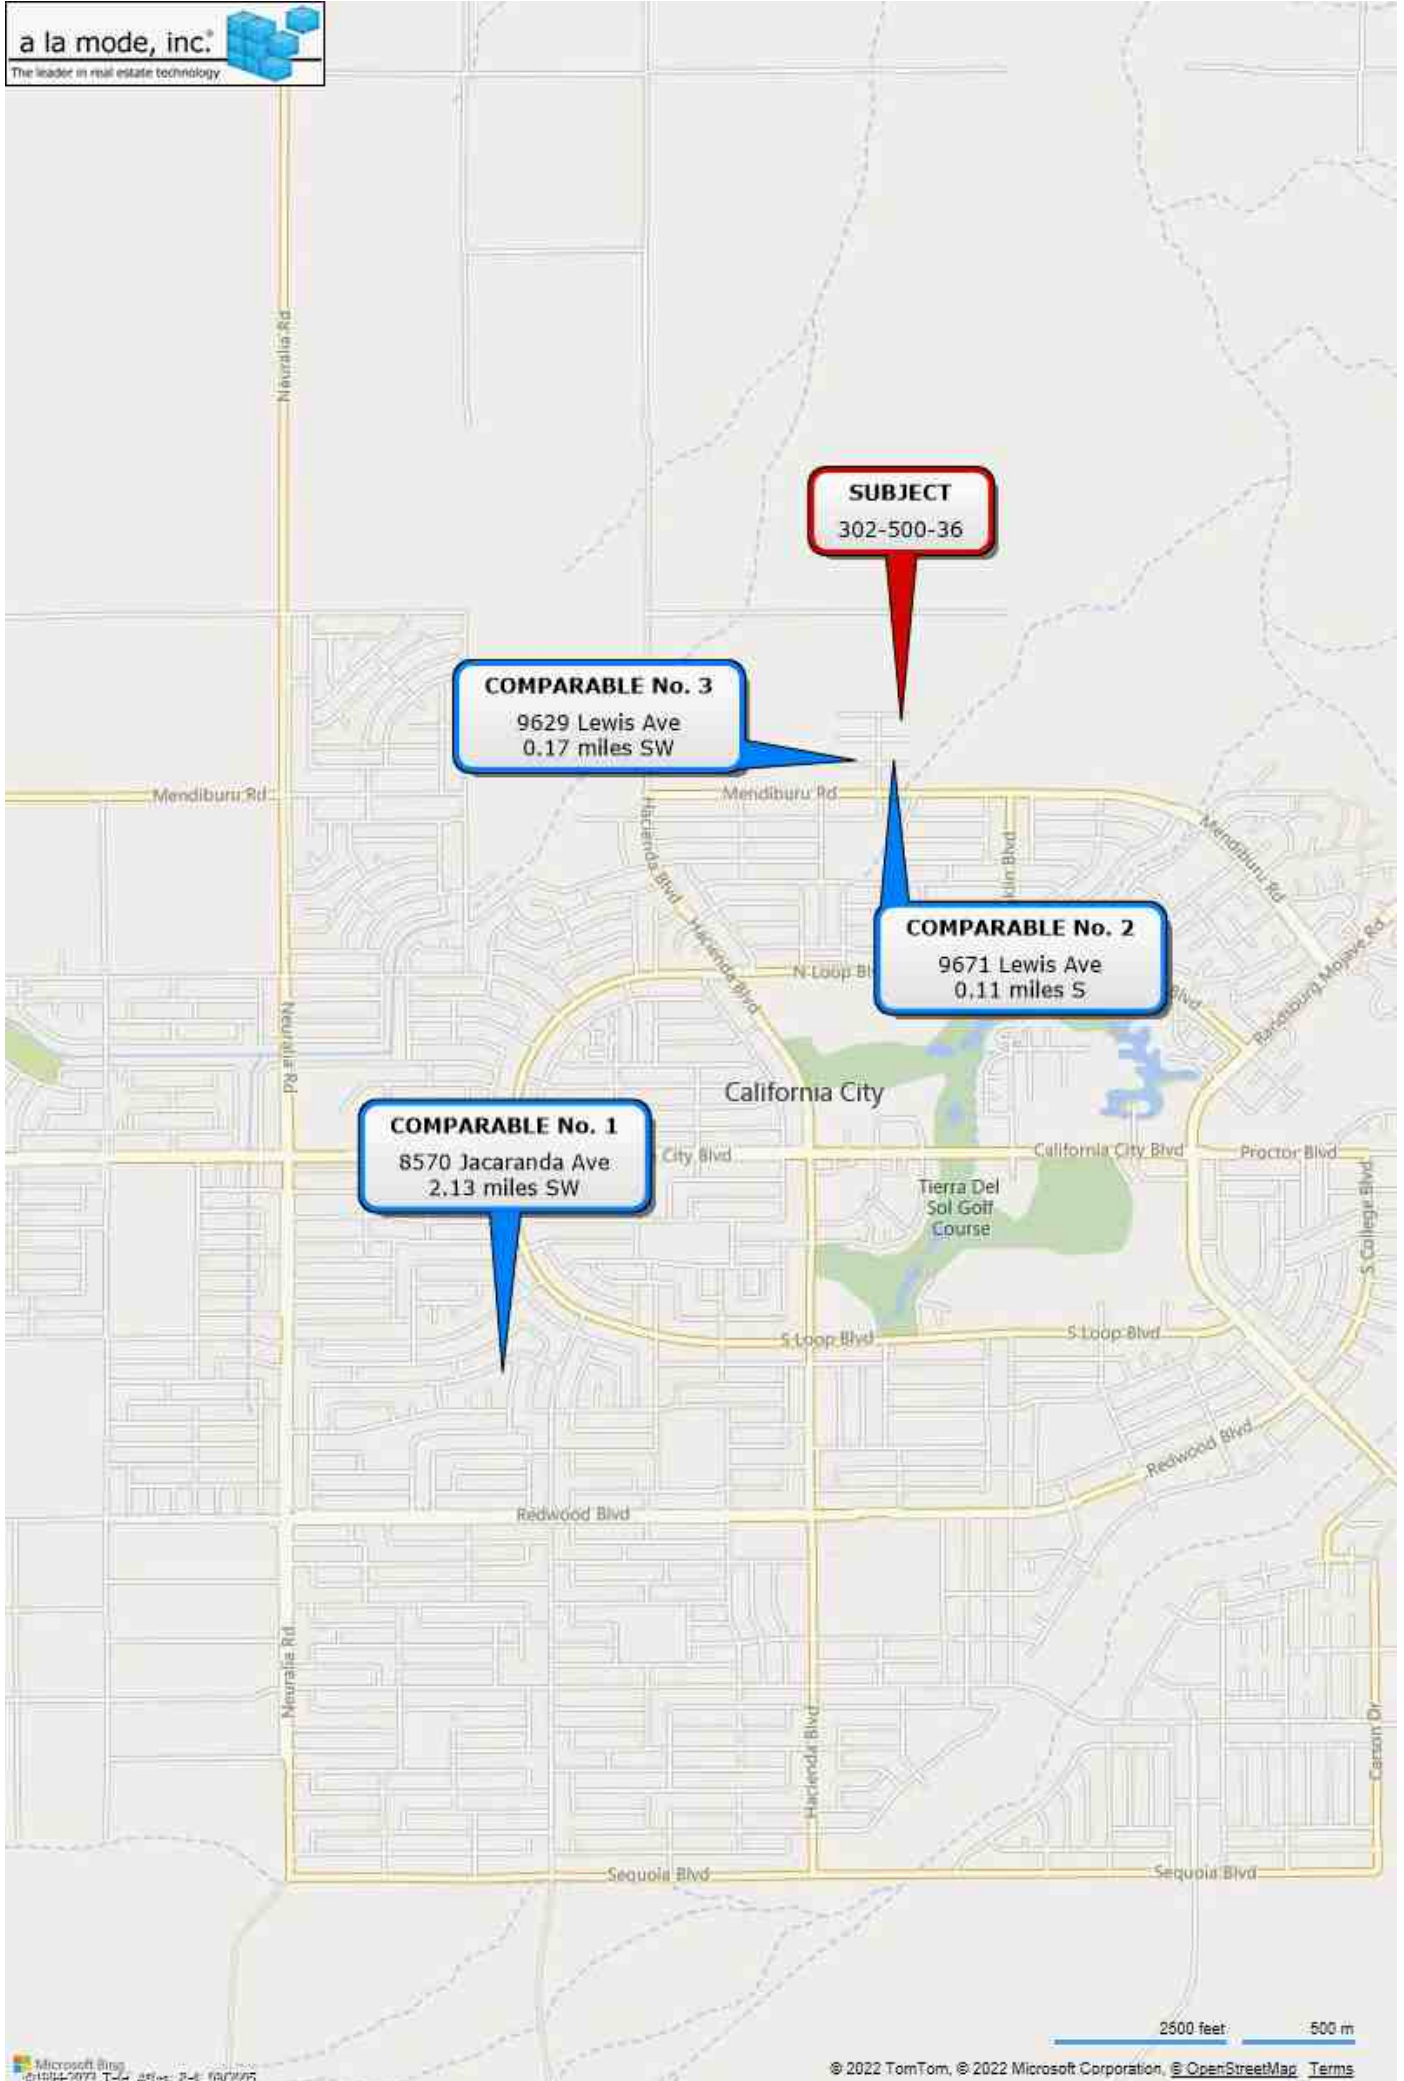 a la mode, inc.
The leader in real estate technology
Neuralia Rd
SUBJECT
302-500-36
COMPARABLE No. 3
9629 Lewis Ave
0.17 miles SW
Mendiburu Rd
Mendiburu Rd
Mendiburu Rd
Hacienda Blvd
klin Blvd
COMPARABLE No. 2
9671 Lewis Ave
0.11 miles S
Hacienda Blvd
N Loop Bl
Blvd
Randsburg Mojave Rd
Neuralia Rd
California City
COMPARABLE No. 1
8570 Jacaranda Ave
2.13 miles SW
City Blvd
California City Blvd
Proctor Blvd
Tierra Del
Sol Golf
Course
S College Blvd
S Loop Blvd
S Loop Blvd
Redwood Blvd
Redwood Blvd
Neuralia Rd
Hacienda Blvd
Carson Dr
Sequoia Blvd
Sequoia Blvd
2500 feet
500 m
Microsoft Bing
© 2022 TomTom, © 2022 Microsoft Corporation, © OpenStreetMap Terms